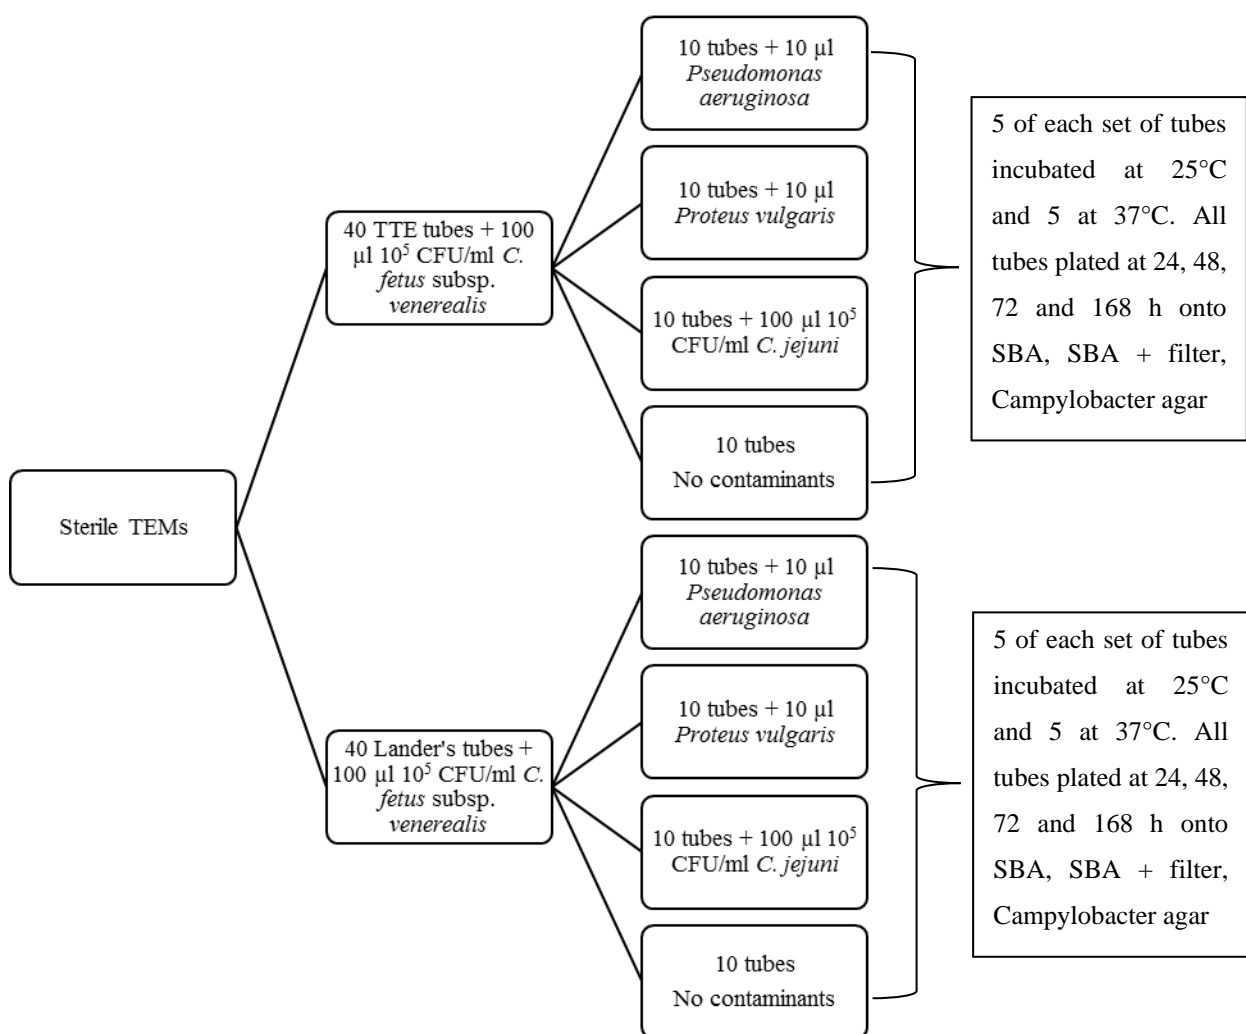 Sterile TEMs
40 TTE tubes + 100
µl 10⁵ CFU/ml C.
fetus subsp.
venerealis
10 tubes + 10 µl
Pseudomonas
aeruginosa
10 tubes + 10 µl
Proteus vulgaris
10 tubes + 100 µl 10⁵
CFU/ml C. jejuni
10 tubes
No contaminants
5 of each set of tubes
incubated at 25°C
and 5 at 37°C. All
tubes plated at 24, 48,
72 and 168 h onto
SBA, SBA + filter,
Campylobacter agar
40 Lander's tubes +
100 µl 10⁵ CFU/ml C.
fetus subsp.
venerealis
10 tubes + 10 µl
Pseudomonas
aeruginosa
10 tubes + 10 µl
Proteus vulgaris
10 tubes + 100 µl 10⁵
CFU/ml C. jejuni
10 tubes
No contaminants
5 of each set of tubes
incubated at 25°C
and 5 at 37°C. All
tubes plated at 24, 48,
72 and 168 h onto
SBA, SBA + filter,
Campylobacter agar